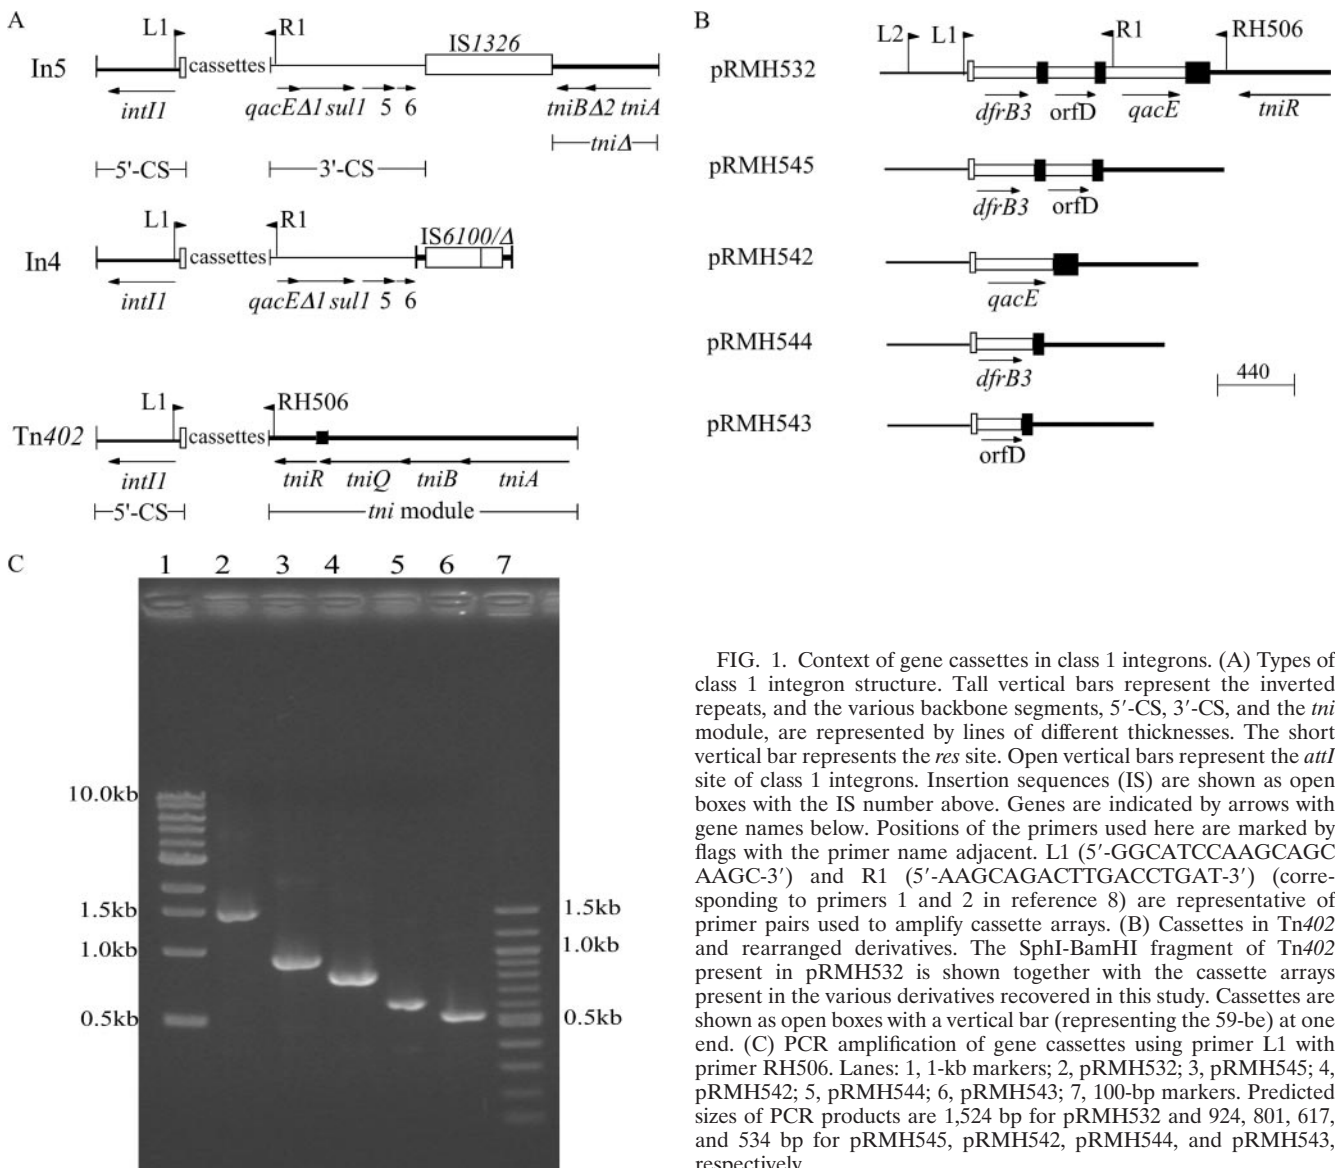 A
L1
R1
IS1326
In5
cassettes
intI1
qacEΔ1 sul1 5 6
tniBΔ2 tniA
tniΔ
5'-CS
3'-CS
L1
R1
IS6100/Δ
In4
cassettes
intI1
qacEΔ1 sul1 5 6
L1
RH506
Tn402
cassettes
intI1
tniR tniQ tniB tniA
5'-CS
tni module
B
L2 L1 R1 RH506
pRMH532
dfrB3 orfD qacE tniR
pRMH545
dfrB3 orfD
pRMH542
qacE
pRMH544
dfrB3
440
pRMH543
orfD
C
1 2 3 4 5 6 7
10.0kb
1.5kb
1.0kb
0.5kb
1.5kb
1.0kb
0.5kb
FIG. 1. Context of gene cassettes in class 1 integrons. (A) Types of
class 1 integron structure. Tall vertical bars represent the inverted
repeats, and the various backbone segments, 5′-CS, 3′-CS, and the tni
module, are represented by lines of different thicknesses. The short
vertical bar represents the res site. Open vertical bars represent the attI
site of class 1 integrons. Insertion sequences (IS) are shown as open
boxes with the IS number above. Genes are indicated by arrows with
gene names below. Positions of the primers used here are marked by
flags with the primer name adjacent. L1 (5′-GGCATCCAAGCAGC
AAGC-3′) and R1 (5′-AAGCAGACTTGACCTGAT-3′) (corre-
sponding to primers 1 and 2 in reference 8) are representative of
primer pairs used to amplify cassette arrays. (B) Cassettes in Tn402
and rearranged derivatives. The SphI-BamHI fragment of Tn402
present in pRMH532 is shown together with the cassette arrays
present in the various derivatives recovered in this study. Cassettes are
shown as open boxes with a vertical bar (representing the 59-be) at one
end. (C) PCR amplification of gene cassettes using primer L1 with
primer RH506. Lanes: 1, 1-kb markers; 2, pRMH532; 3, pRMH545; 4,
pRMH542; 5, pRMH544; 6, pRMH543; 7, 100-bp markers. Predicted
sizes of PCR products are 1,524 bp for pRMH532 and 924, 801, 617,
and 534 bp for pRMH545, pRMH542, pRMH544, and pRMH543,
respectively